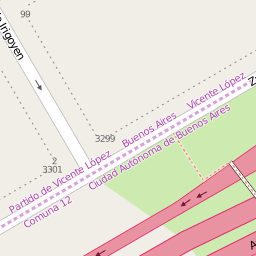 99
Irigoyen
3299
2
3301
Partido de Vicente López
Buenos Aires
Vicente López
Ciudad Autónoma de Buenos Aires
Comuna 12